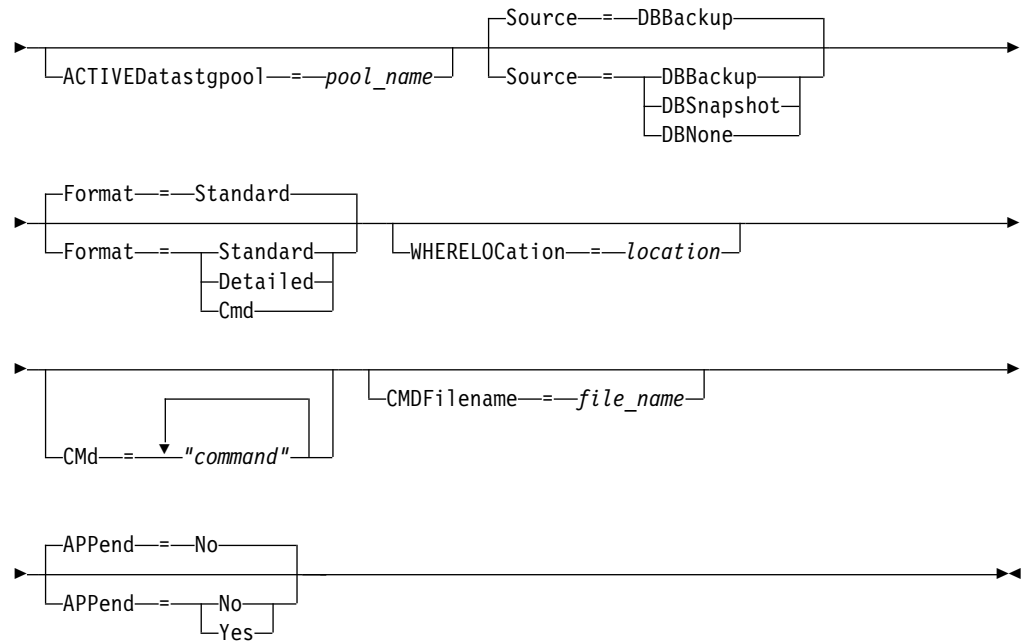 Source = DBBackup
ACTIVEDatastgpool = pool_name
Source = DBBackup
DBSnapshot
DBNone
Format = Standard
Format = Standard
Detailed
Cmd
WHERELOCation = location
CMd = "command"
CMDFilename = file_name
APPend = No
APPend = No
Yes